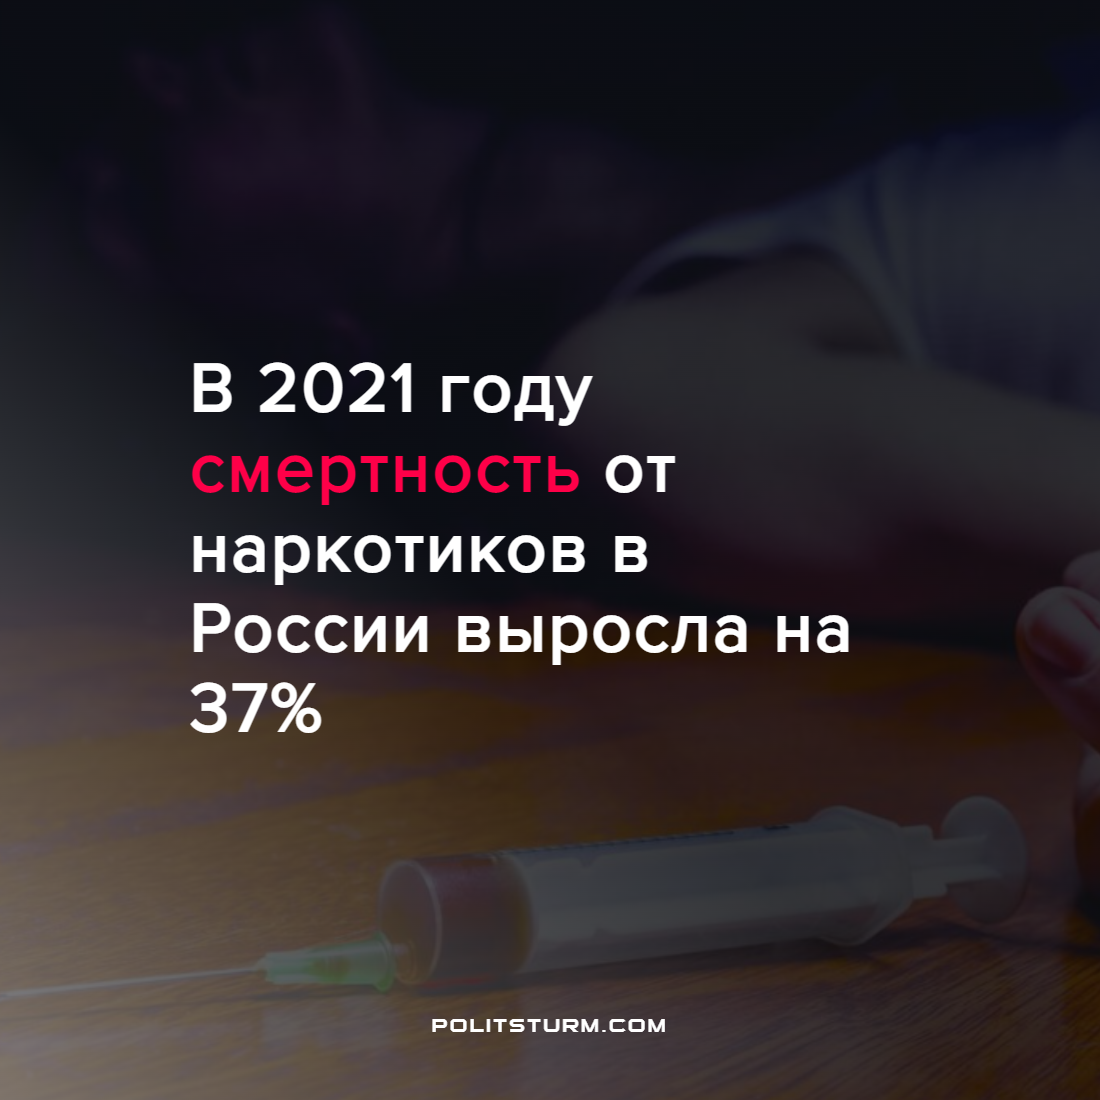 В 2021 году
смертность от
наркотиков в
России выросла на
37%
POLITSTURM.COM